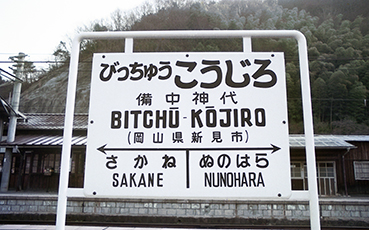 びっちゅうこうじろ
備中神代
BITCHŪ-KŌJIRO
(岡山県新見市)
さかね ぬのはら
SAKANE NUNOHARA